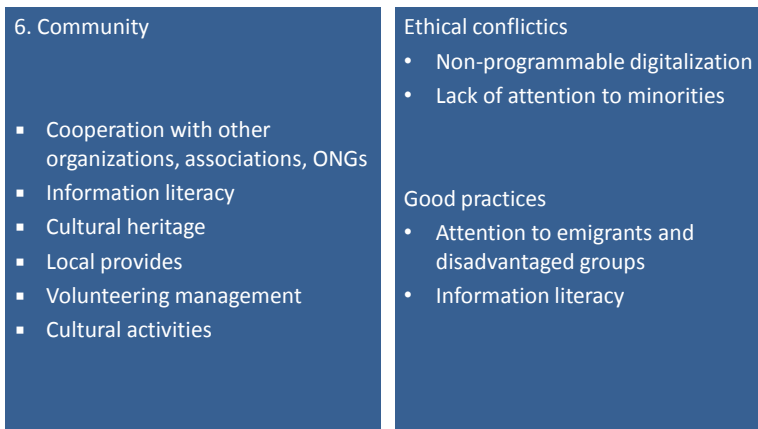 6. Community
▪ Cooperation with other
organizations, associations, ONGs
▪ Information literacy
▪ Cultural heritage
▪ Local provides
▪ Volunteering management
▪ Cultural activities
Ethical conflictics
• Non-programmable digitalization
• Lack of attention to minorities
Good practices
• Attention to emigrants and
disadvantaged groups
• Information literacy